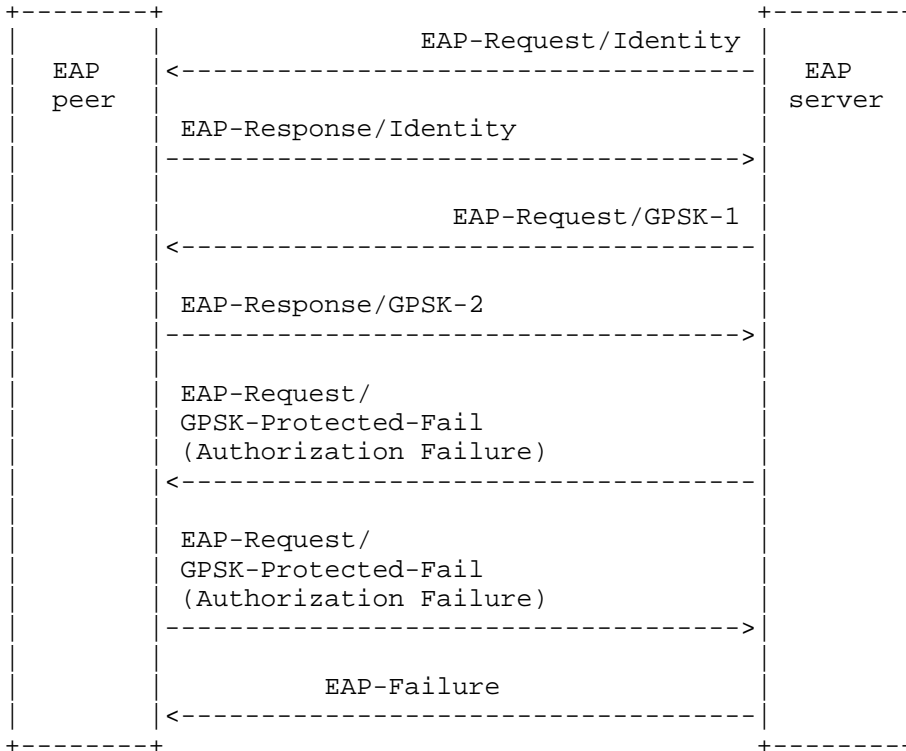 EAP-Request/Identity
EAP peer
EAP server
EAP-Response/Identity
EAP-Request/GPSK-1
EAP-Response/GPSK-2
EAP-Request/
GPSK-Protected-Fail
(Authorization Failure)
EAP-Request/
GPSK-Protected-Fail
(Authorization Failure)
EAP-Failure